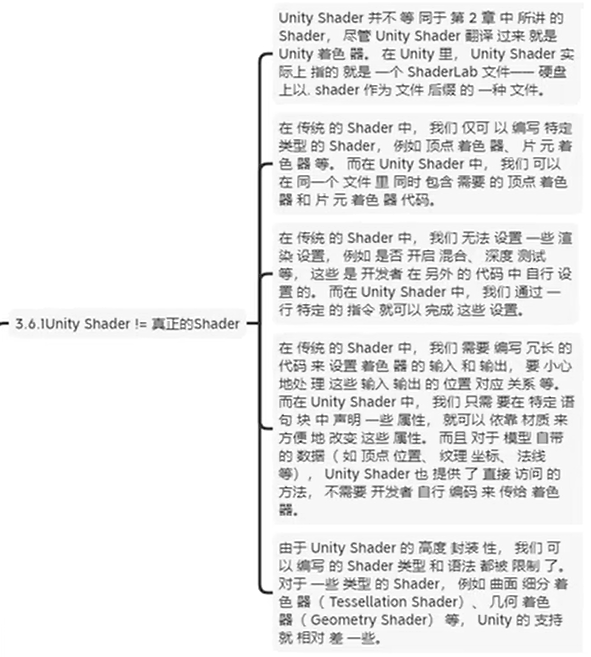 Unity Shader 并不 等 同于 第 2 章 中 所讲 的
Shader， 尽管 Unity Shader 翻译 过来 就是
Unity 着色 器。 在 Unity 里， Unity Shader 实
际上 指的 就是 一个 ShaderLab 文件—— 硬盘
上以. shader 作为 文件 后缀 的 一种 文件。
在 传统 的 Shader 中， 我们 仅可 以 编写 特定
类型 的 Shader， 例如 顶点 着色 器、 片 元 着
色 器 等。 而在 Unity Shader 中， 我们 可以
在 同一个 文件 里 同时 包含 需要 的 顶点 着色
器 和 片 元 着色 器 代码。
在 传统 的 Shader 中， 我们 无法 设置 一些 渲
染 设置， 例如 是否 开启 混合、 深度 测试
等， 这些 是 开发者 在 另外 的 代码 中 自行 设
置 的。 而在 Unity Shader 中， 我们 通过 一
行 特定 的 指令 就可以 完成 这些 设置。
3.6.1Unity Shader != 真正的Shader
在 传统 的 Shader 中， 我们 需要 编写 冗长 的
代码 来 设置 着色 器 的 输入 和 输出， 要 小心
地处 理 这些 输入 输出 的 位置 对应 关系 等。
而在 Unity Shader 中， 我们 只需 要在 特定 语
句 块 中 声明 一些 属性， 就可以 依靠 材质 来
方便 地 改变 这些 属性。 而且 对于 模型 自带
的 数据（ 如 顶点 位置、 纹理 坐标、 法线
等）， Unity Shader 也 提供 了 直接 访问 的
方法， 不需要 开发者 自行 编码 来 传给 着色
器。
由于 Unity Shader 的 高度 封装 性， 我们 可
以 编写 的 Shader 类型 和 语法 都被 限制 了。
对于 一些 类型 的 Shader， 例如 曲面 细分 着
色 器（ Tessellation Shader）、 几何 着色
器（ Geometry Shader） 等， Unity 的 支持
就 相对 差 一些。